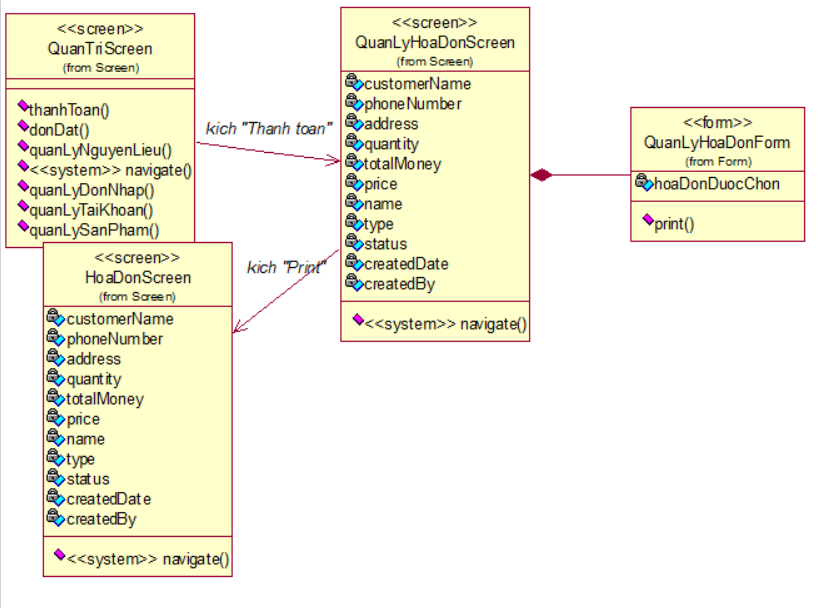 <<screen>>
QuanTriScreen
(from Screen)
thanhToan()
donDat()
quanLyNguyenLieu()
<<system>> navigate()
quanLyDonNhap()
quanLyTaiKhoan()
quanLySanPham()
kich "Thanh toan"
<<screen>>
QuanLyHoaDonScreen
(from Screen)
customerName
phoneNumber
address
quantity
totalMoney
price
name
type
status
createdDate
createdBy
<<system>> navigate()
<<form>>
QuanLyHoaDonForm
(from Form)
hoaDonDuocChon
print()
kich "Print"
<<screen>>
HoaDonScreen
(from Screen)
customerName
phoneNumber
address
quantity
totalMoney
price
name
type
status
createdDate
createdBy
<<system>> navigate()